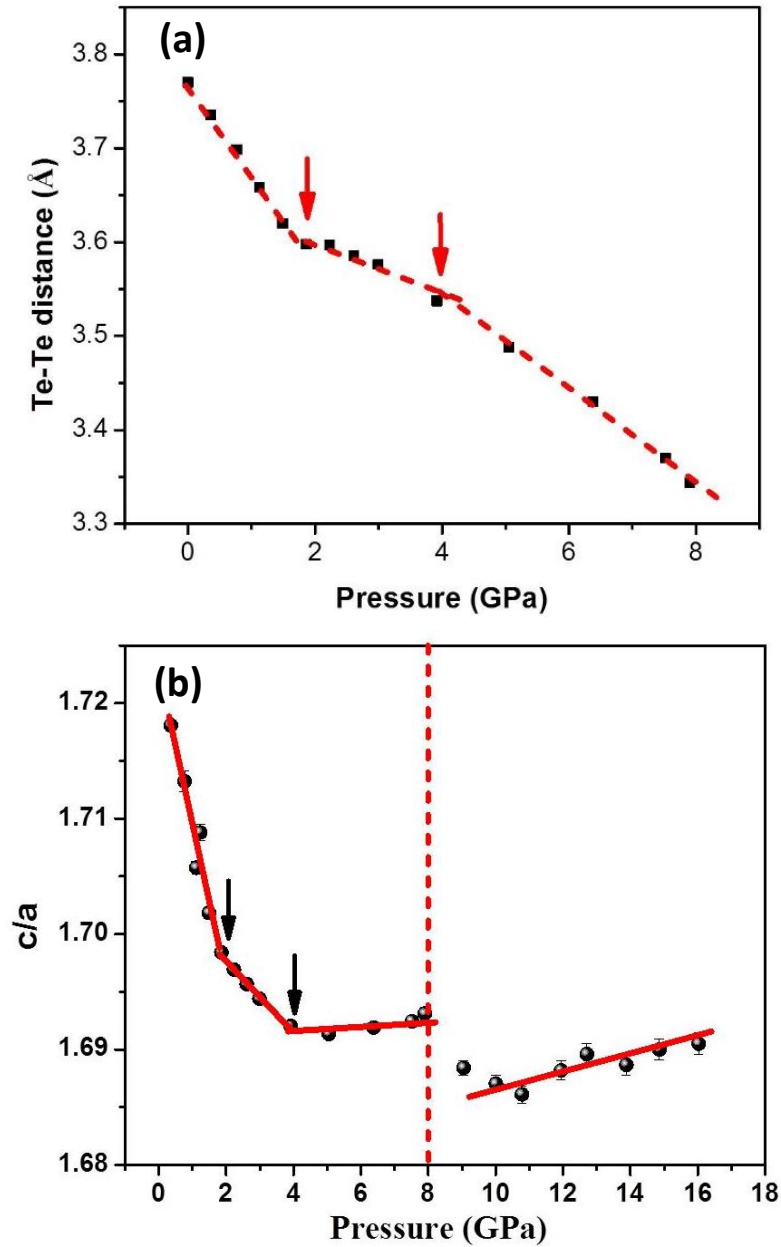 (a)
3.8
3.7
3.6
3.5
3.4
3.3
Te-Te distance (Å)
0 2 4 6 8
Pressure (GPa)
(b)
1.72
1.71
1.70
1.69
1.68
c/a
0 2 4 6 8 10 12 14 16 18
Pressure (GPa)